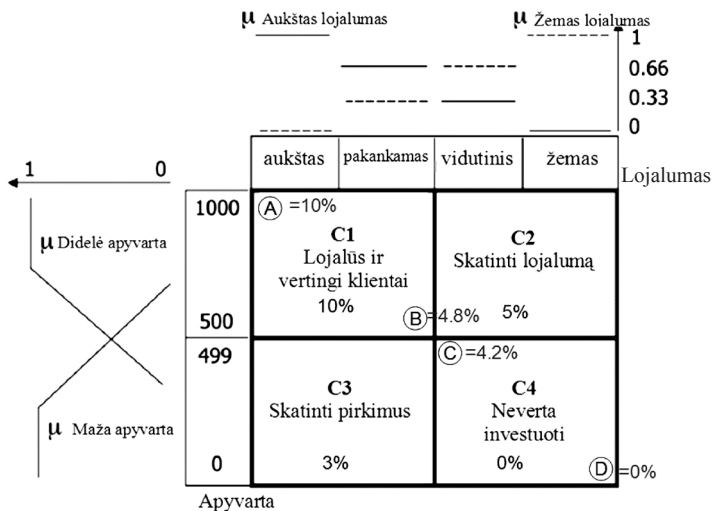 μ Aukštas lojalumas
μ Žemas lojalumas
1
0.66
0.33
0
aukštas
pakankamas
vidutinis
žemas
Lojalumas
1
0
μ Didelė apyvarta
μ Maža apyvarta
1000
500
499
0
A =10%
C1
Lojalūs ir
vertingi klientai
10%
B =4.8%
C2
Skatinti lojalumą
5%
C3
Skatinti pirkimus
3%
C =4.2%
C4
Neverta
investuoti
0%
D =0%
Apyvarta